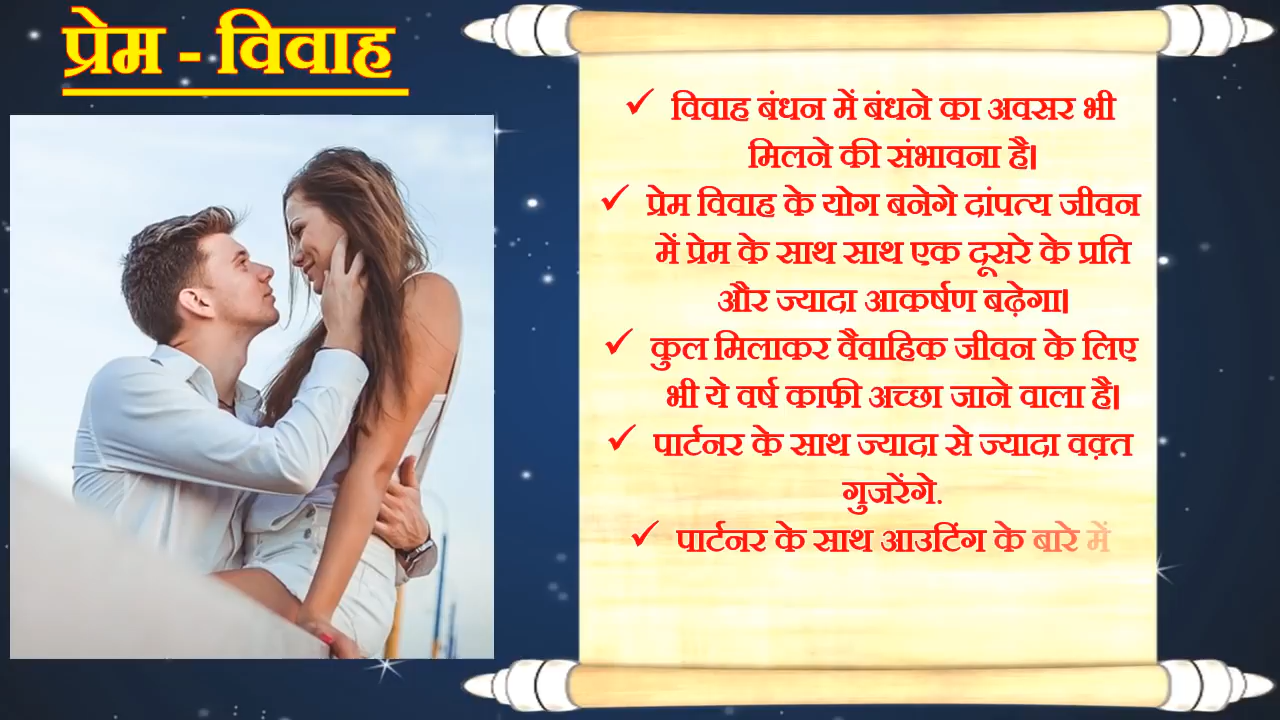 प्रेम - विवाह
✓ विवाह बंधन में बंधने का अवसर भी
मिलने की संभावना है।
✓ प्रेम विवाह के योग बनेगे दांपत्य जीवन
में प्रेम के साथ साथ एक दूसरे के प्रति
और ज्यादा आकर्षण बढ़ेगा।
✓ कुल मिलाकर वैवाहिक जीवन के लिए
भी ये वर्ष काफी अच्छा जाने वाला है।
✓ पार्टनर के साथ ज्यादा से ज्यादा वक़्त
गुजरेंगे.
✓ पार्टनर के साथ आउटिंग के बारे में